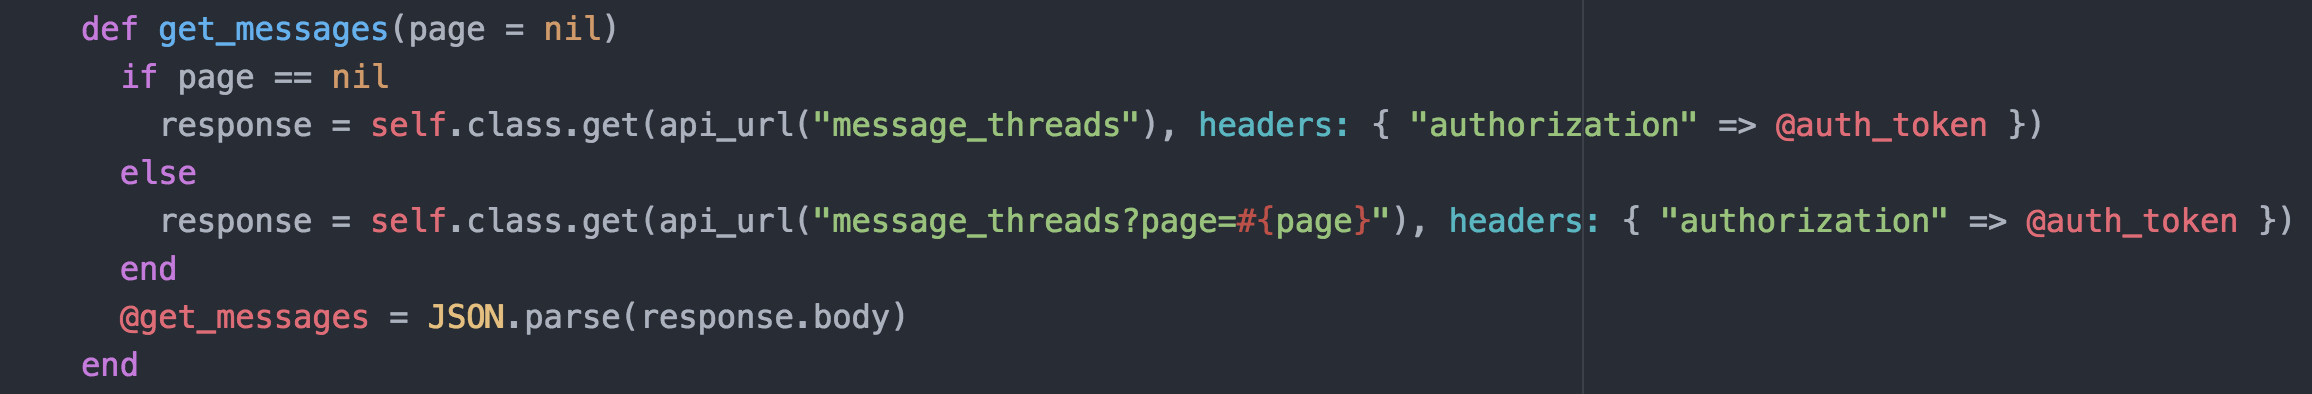 def get_messages(page = nil)
  if page == nil
    response = self.class.get(api_url("message_threads"), headers: { "authorization" => @auth_token })
  else
    response = self.class.get(api_url("message_threads?page=#{page}"), headers: { "authorization" => @auth_token })
  end
  @get_messages = JSON.parse(response.body)
end